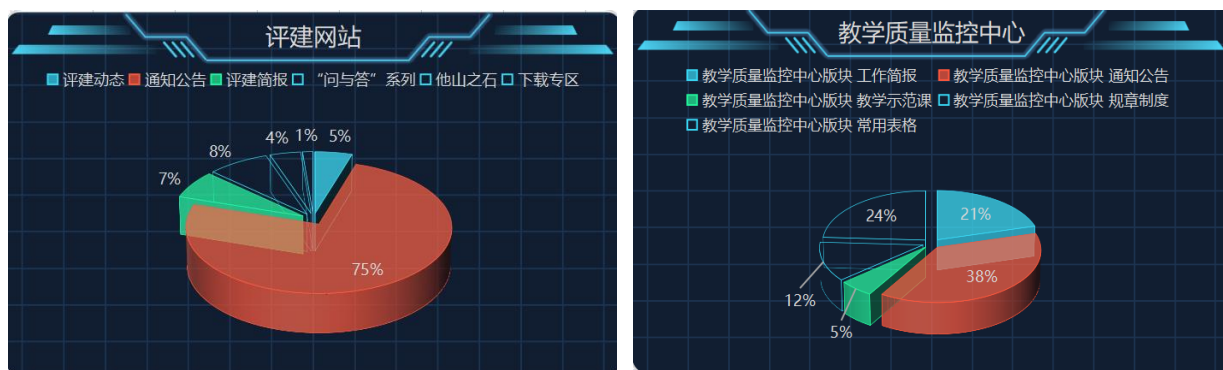 评建网站
评建动态 通知公告 评建简报 “问与答”系列 他山之石 下载专区
4% 1% 5%
8%
7%
75%
教学质量监控中心
教学质量监控中心版块 工作简报 教学质量监控中心版块 通知公告
教学质量监控中心版块 教学示范课 教学质量监控中心版块 规章制度
教学质量监控中心版块 常用表格
24% 21%
38%
12%
5%